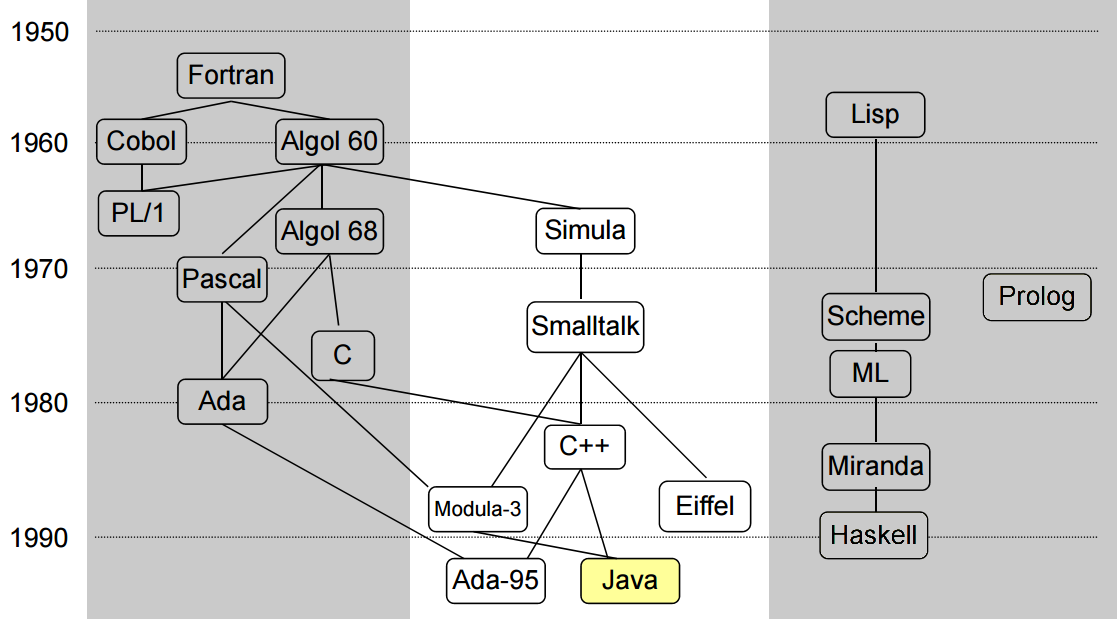 1950
Fortran
Lisp
1960
Cobol
Algol 60
PL/1
Algol 68
Simula
1970
Pascal
Prolog
Smalltalk
Scheme
C
ML
1980
Ada
C++
Miranda
Modula-3
Eiffel
1990
Haskell
Ada-95
Java